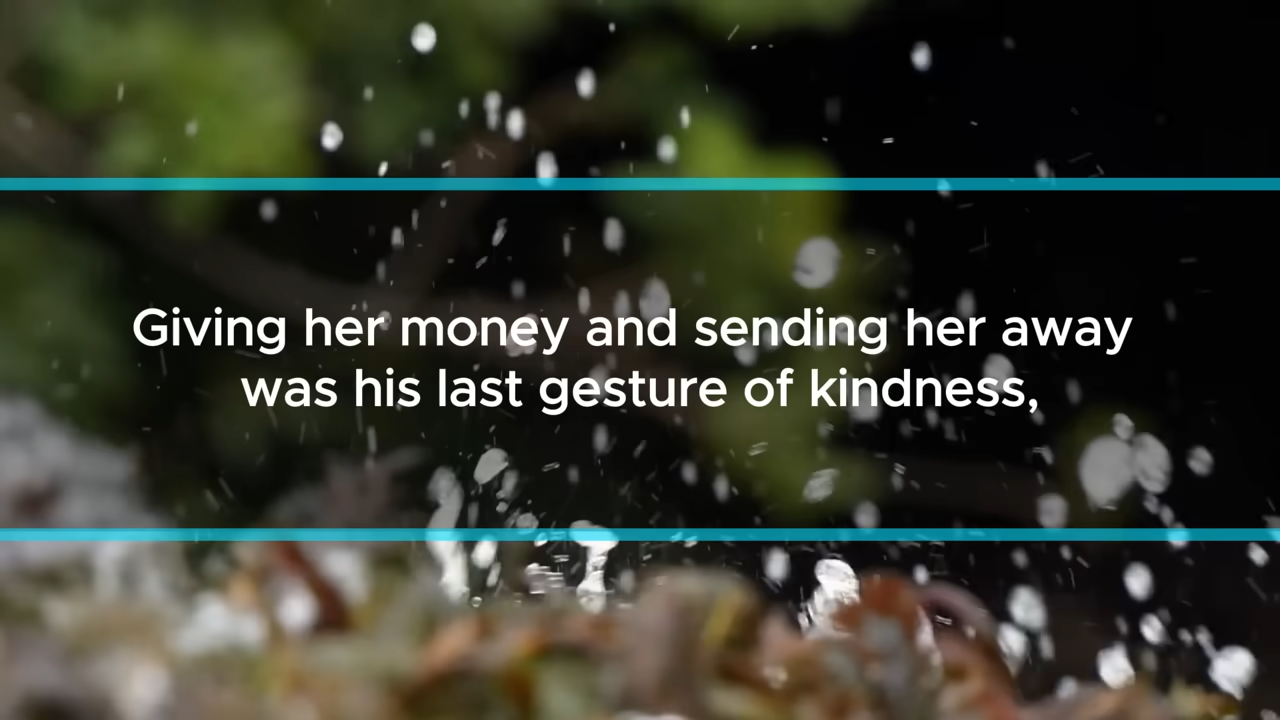 Giving her money and sending her away
was his last gesture of kindness,